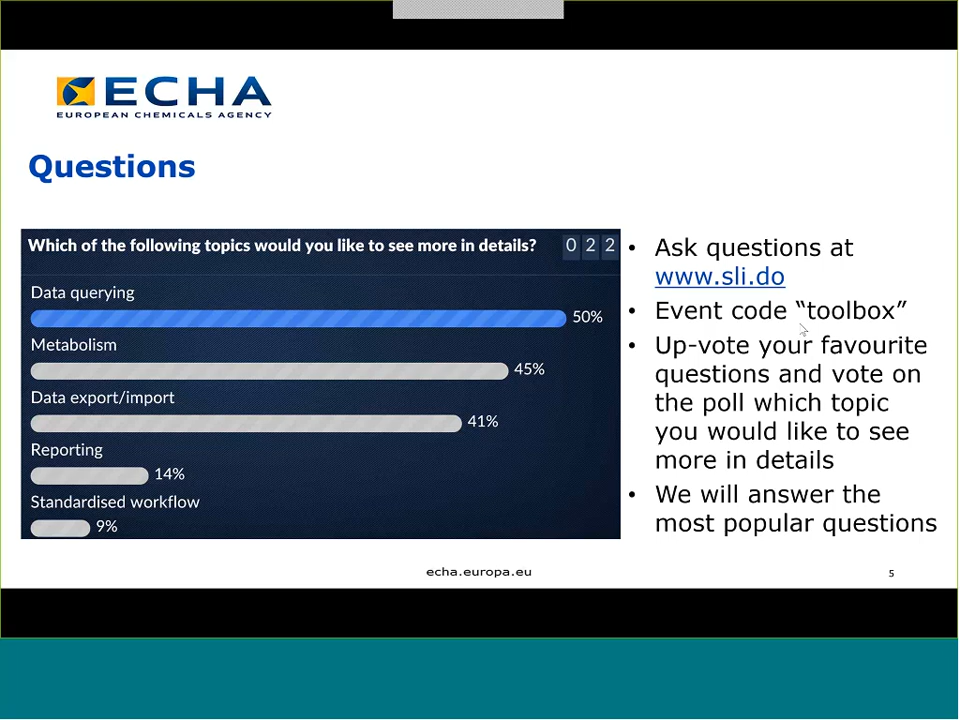 ECHA
EUROPEAN CHEMICALS AGENCY
Questions
Which of the following topics would you like to see more in details? 0 2 2
Data querying
50%
Metabolism
45%
Data export/import
41%
Reporting
14%
Standardised workflow
9%
• Ask questions at
www.sli.do
• Event code “toolbox”
• Up-vote your favourite
questions and vote on
the poll which topic
you would like to see
more in details
• We will answer the
most popular questions
echa.europa.eu
5